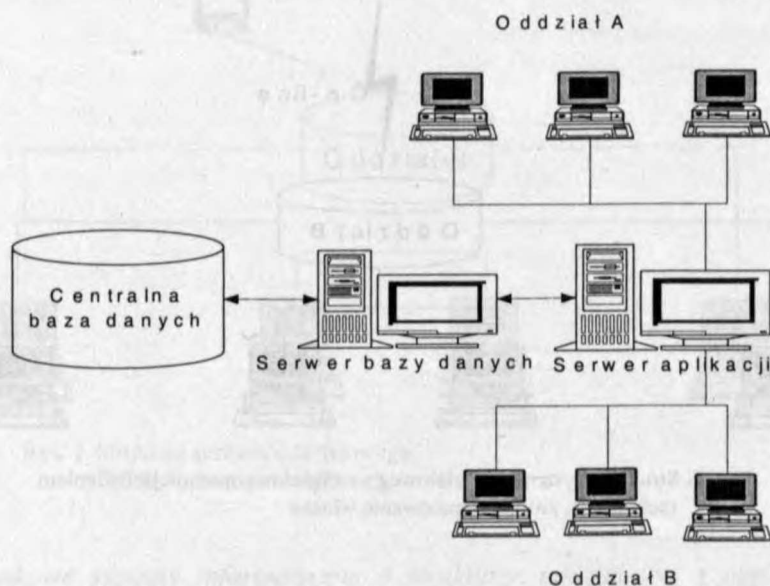 Oddział A
Centralna
baza danych
Serwer bazy danych
Serwer aplikacji
Oddział B